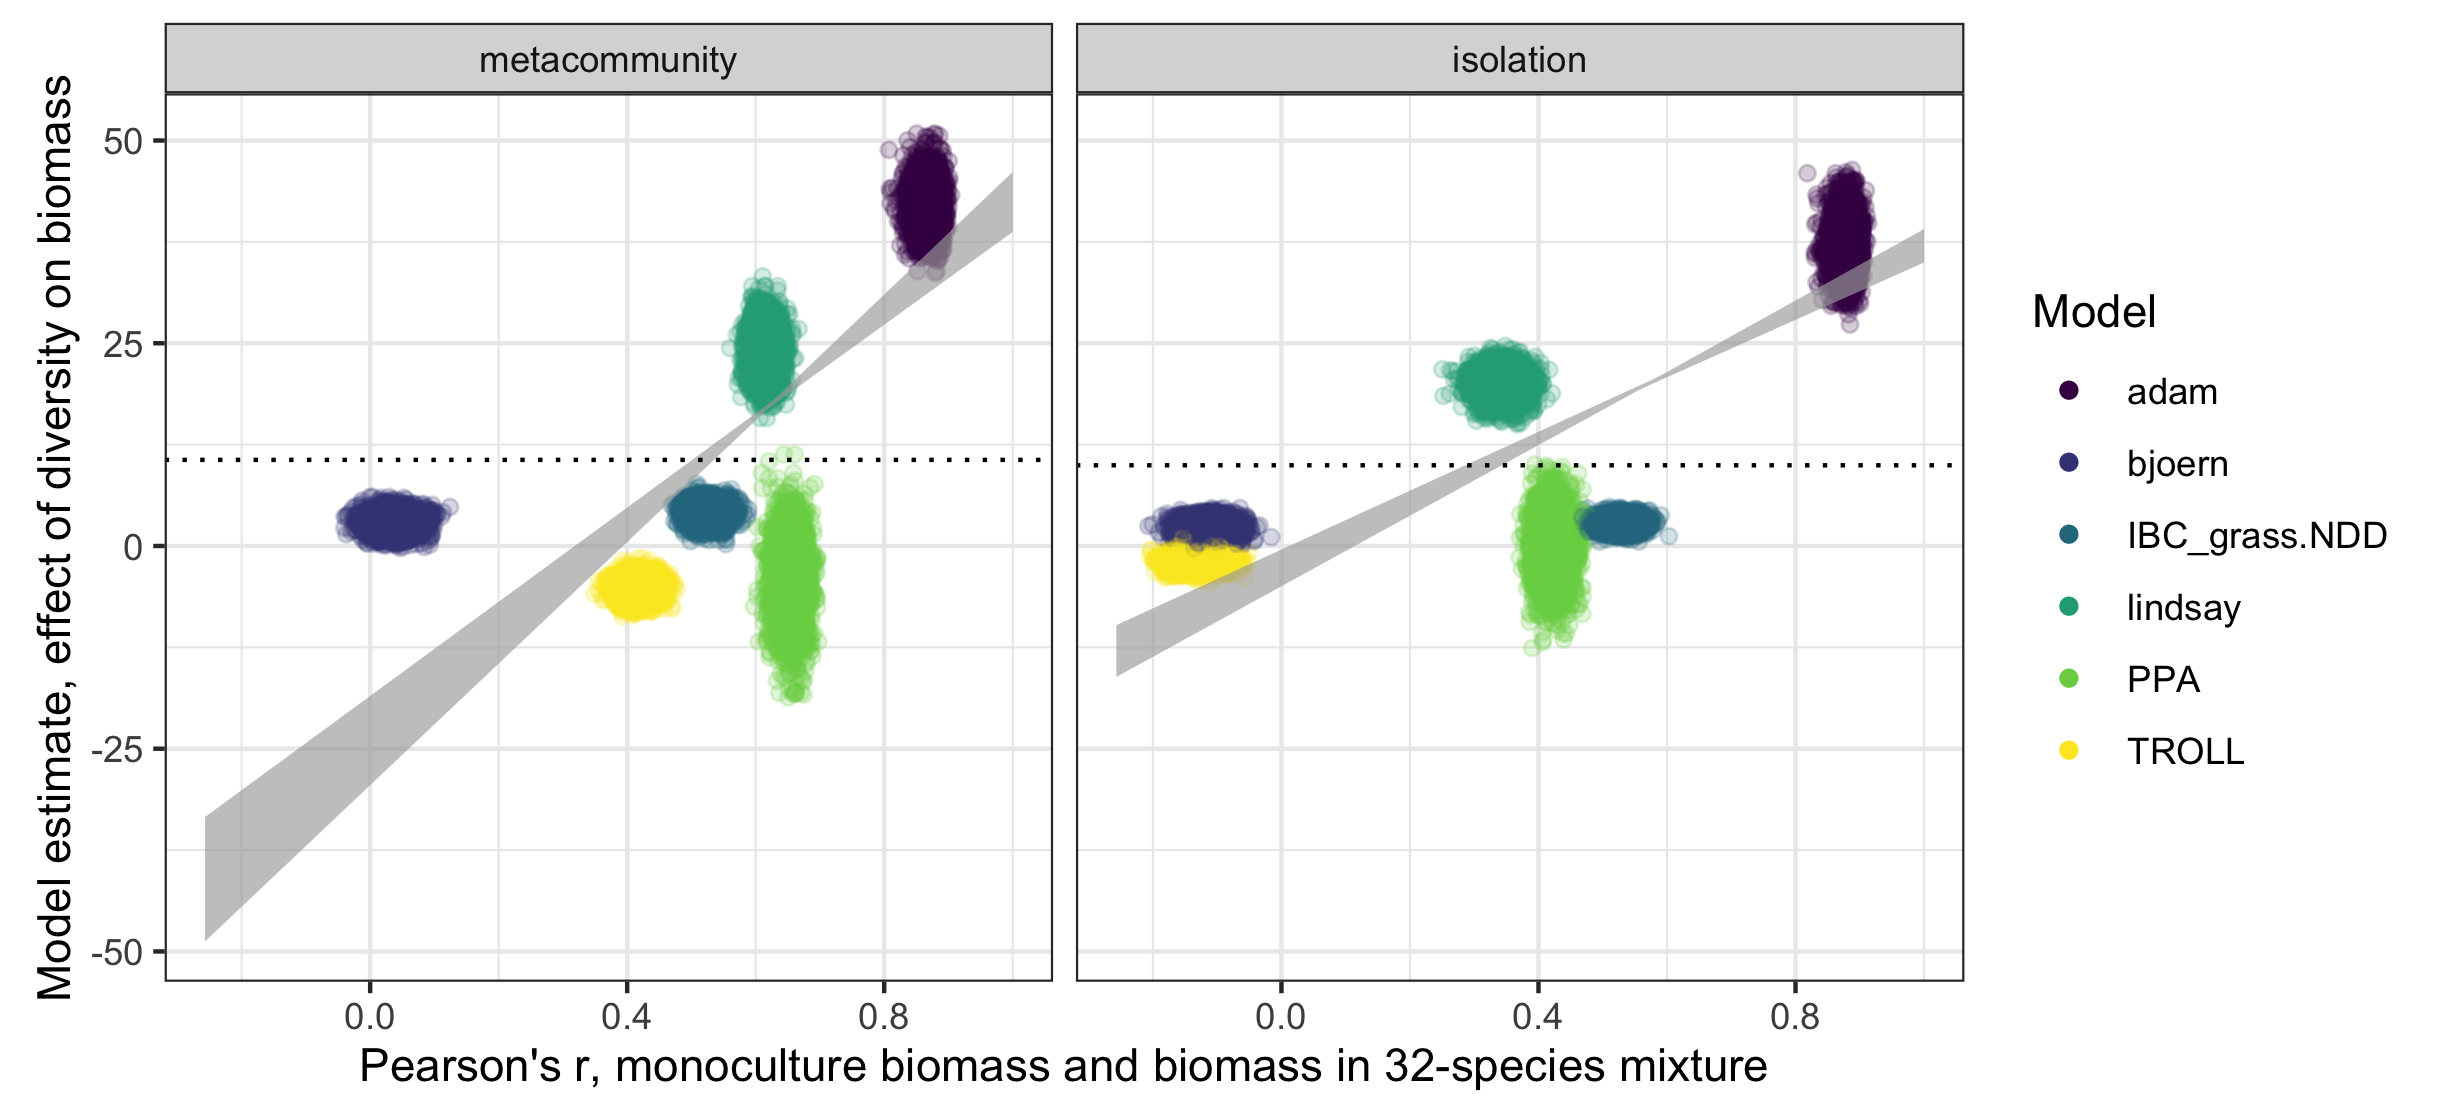 metacommunity
isolation
Model estimate, effect of diversity on biomass
50
25
0
-25
-50
0.0
0.4
0.8
0.0
0.4
0.8
Pearson's r, monoculture biomass and biomass in 32-species mixture
Model
adam
bjoern
IBC_grass.NDD
lindsay
PPA
TROLL